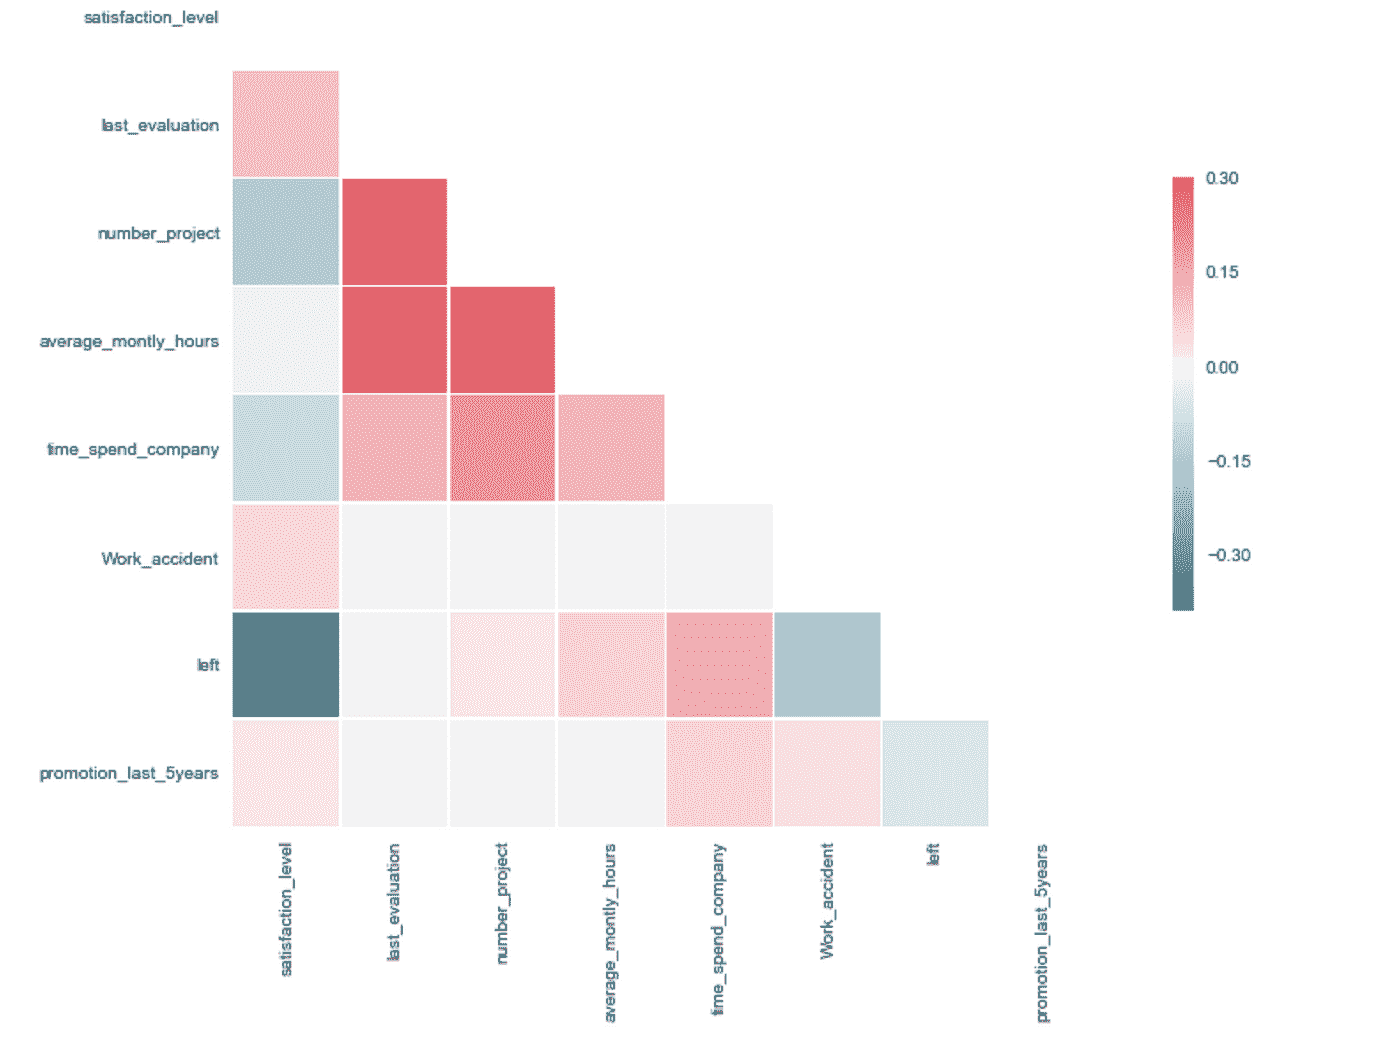 satisfaction_level
last_evaluation
number_project
average_montly_hours
time_spend_company
Work_accident
left
promotion_last_5years
0.30
0.15
0.00
−0.15
−0.30
satisfaction_level
last_evaluation
number_project
average_montly_hours
time_spend_company
Work_accident
left
promotion_last_5years